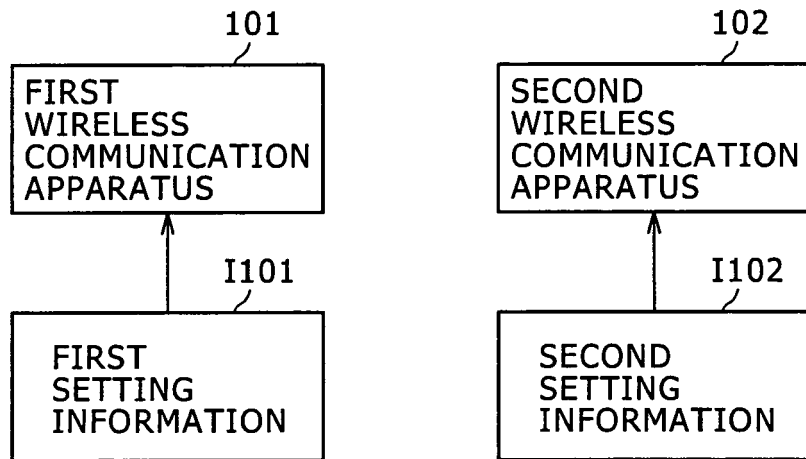 101
FIRST
WIRELESS
COMMUNICATION
APPARATUS
I101
FIRST
SETTING
INFORMATION
102
SECOND
WIRELESS
COMMUNICATION
APPARATUS
I102
SECOND
SETTING
INFORMATION